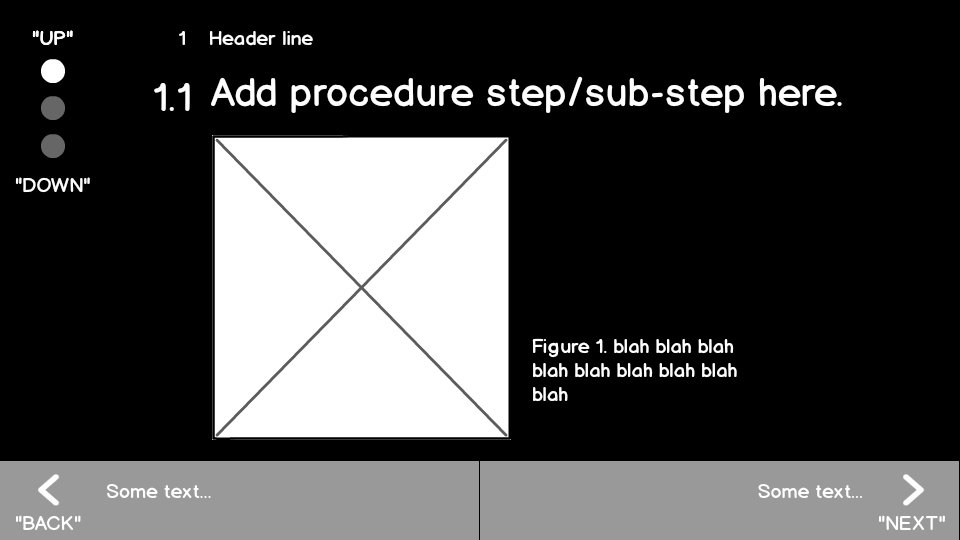 "UP"
1 Header line
1.1 Add procedure step/sub-step here.
"DOWN"
Figure 1. blah blah blah
blah blah blah blah blah
blah
Some text...
"BACK"
Some text...
"NEXT"